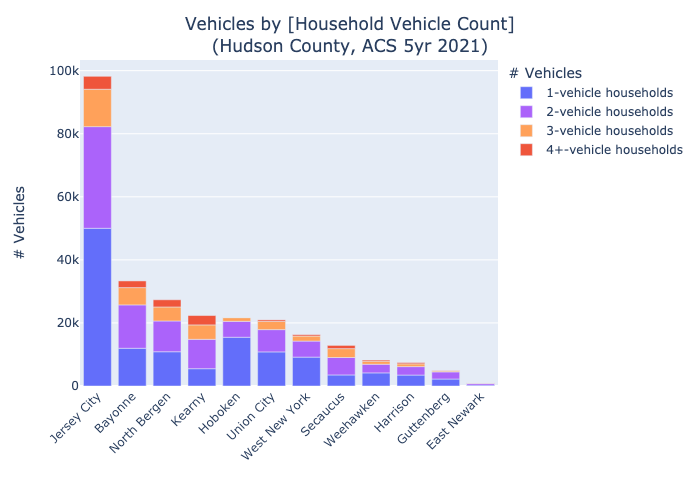 Vehicles by [Household Vehicle Count]
(Hudson County, ACS 5yr 2021)
# Vehicles
1-vehicle households
2-vehicle households
3-vehicle households
4+-vehicle households
# Vehicles
100k
80k
60k
40k
20k
0
Jersey City
Bayonne
North Bergen
Kearny
Hoboken
Union City
West New York
Secaucus
Weehawken
Harrison
Guttenberg
East Newark